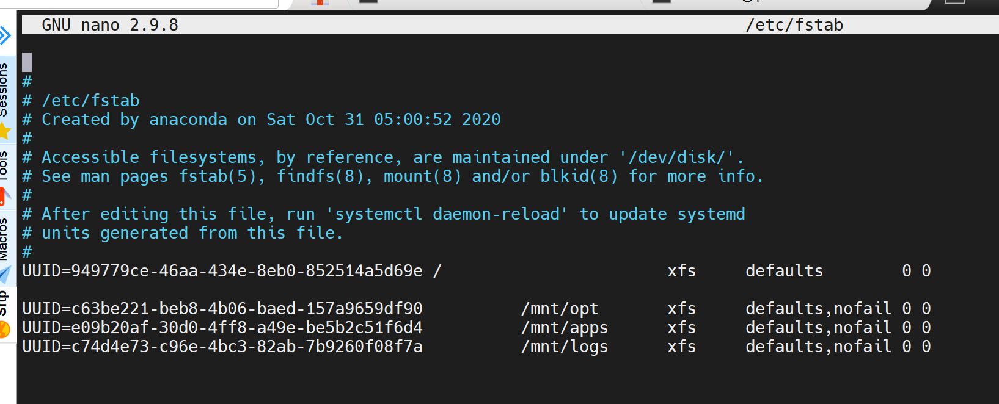 GNU nano 2.9.8 /etc/fstab
#
# /etc/fstab
# Created by anaconda on Sat Oct 31 05:00:52 2020
#
# Accessible filesystems, by reference, are maintained under '/dev/disk/'.
# See man pages fstab(5), findfs(8), mount(8) and/or blkid(8) for more info.
#
# After editing this file, run 'systemctl daemon-reload' to update systemd
# units generated from this file.
#
UUID=949779ce-46aa-434e-8eb0-852514a5d69e / xfs defaults 0 0
UUID=c63be221-beb8-4b06-baed-157a9659df90 /mnt/opt xfs defaults,nofail 0 0
UUID=e09b20af-30d0-4ff8-a49e-be5b2c51f6d4 /mnt/apps xfs defaults,nofail 0 0
UUID=c74d4e73-c96e-4bc3-82ab-7b9260f08f7a /mnt/logs xfs defaults,nofail 0 0
Sessions
Tools
Macros
Sftp